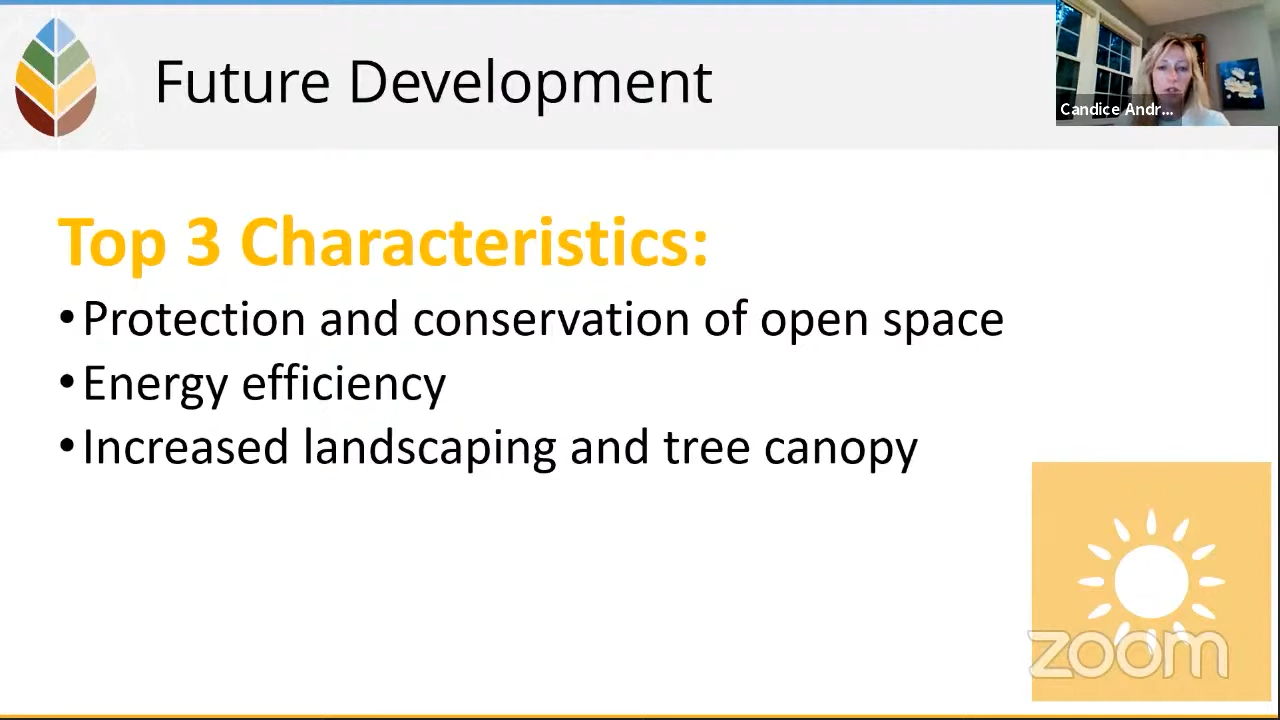 Future Development
Candice Andr...
Top 3 Characteristics:
•Protection and conservation of open space
•Energy efficiency
•Increased landscaping and tree canopy
zoom